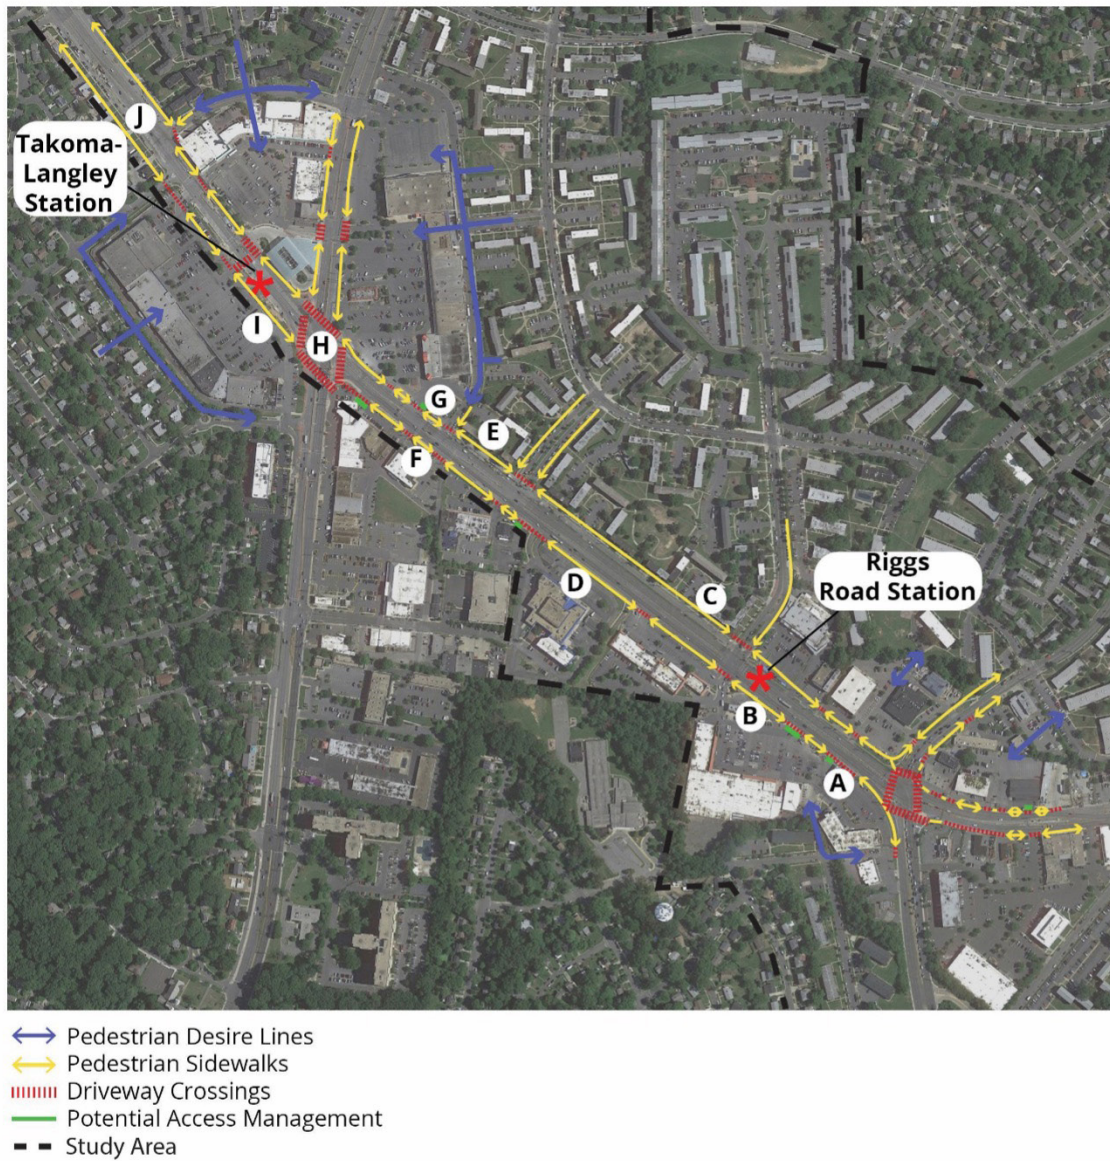 J
Takoma-
Langley
Station
I
H
G
E
F
D
C
Riggs
Road Station
B
A
Pedestrian Desire Lines
Pedestrian Sidewalks
Driveway Crossings
Potential Access Management
Study Area